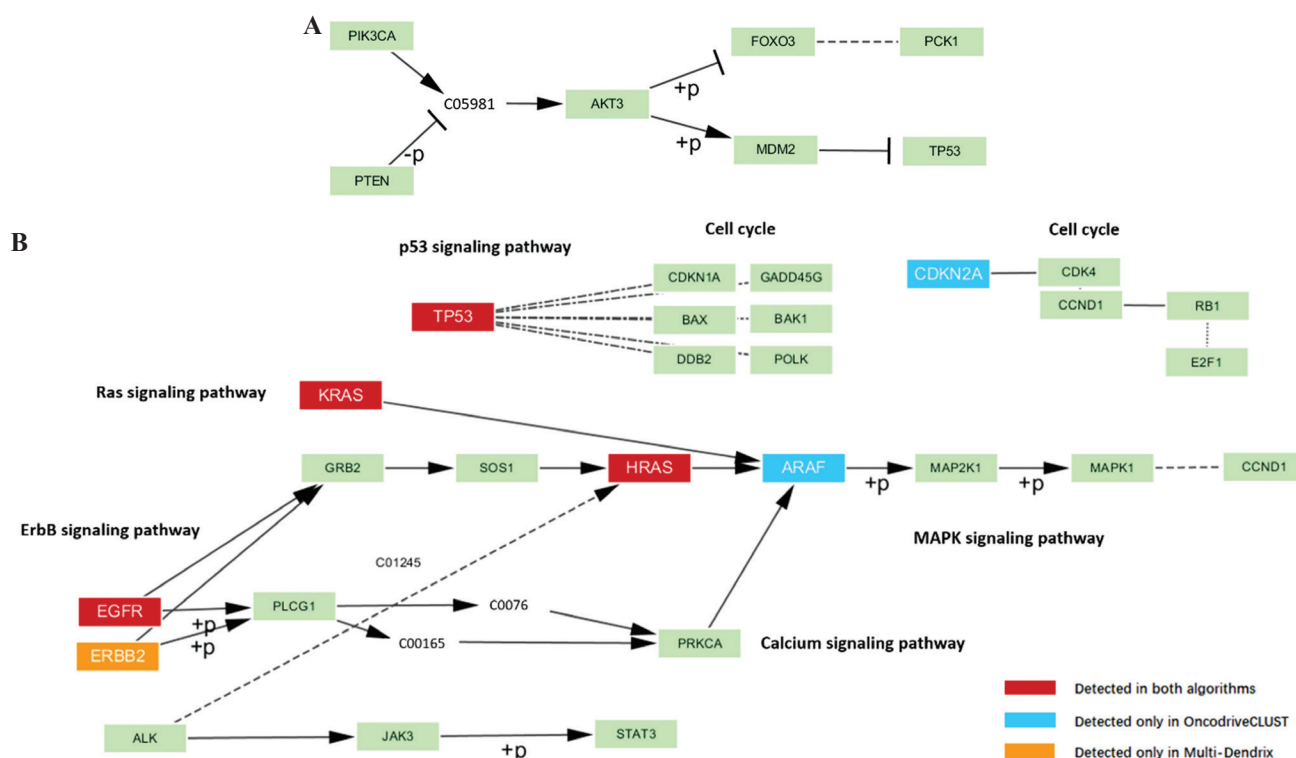 A
PIK3CA
FOXO3
PCK1
+p
C05981
AKT3
+p
-p
MDM2
TP53
PTEN
B
p53 signaling pathway
Cell cycle
Cell cycle
CDKN1A
GADD45G
CDKN2A
CDK4
TP53
BAX
BAK1
CCND1
RB1
DDB2
POLK
E2F1
Ras signaling pathway
KRAS
GRB2
SOS1
HRAS
ARAF
+p
MAP2K1
+p
MAPK1
CCND1
ErbB signaling pathway
MAPK signaling pathway
C01245
EGFR
+p
PLCG1
C0076
ERBB2
+p
C00165
PRKCA
Calcium signaling pathway
ALK
JAK3
+p
STAT3
Detected in both algorithms
Detected only in OncodriveCLUST
Detected only in Multi-Dendrix